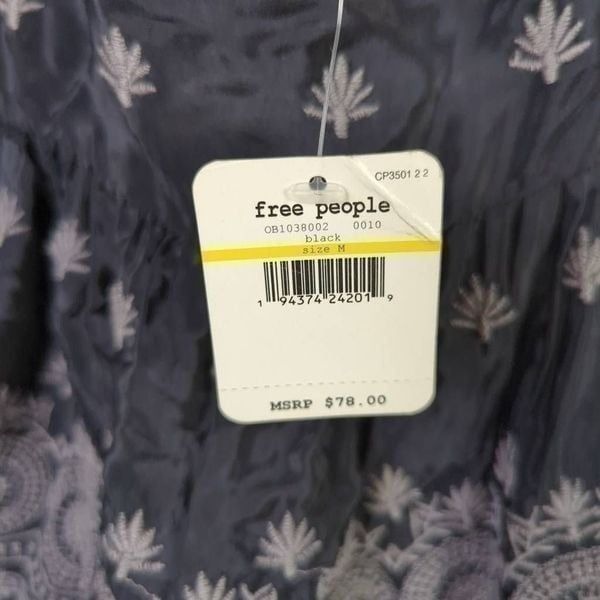 CP3501 2 2
free people
OB1038002 0010
black
size M
1 94374 24201 9
MSRP $78.00